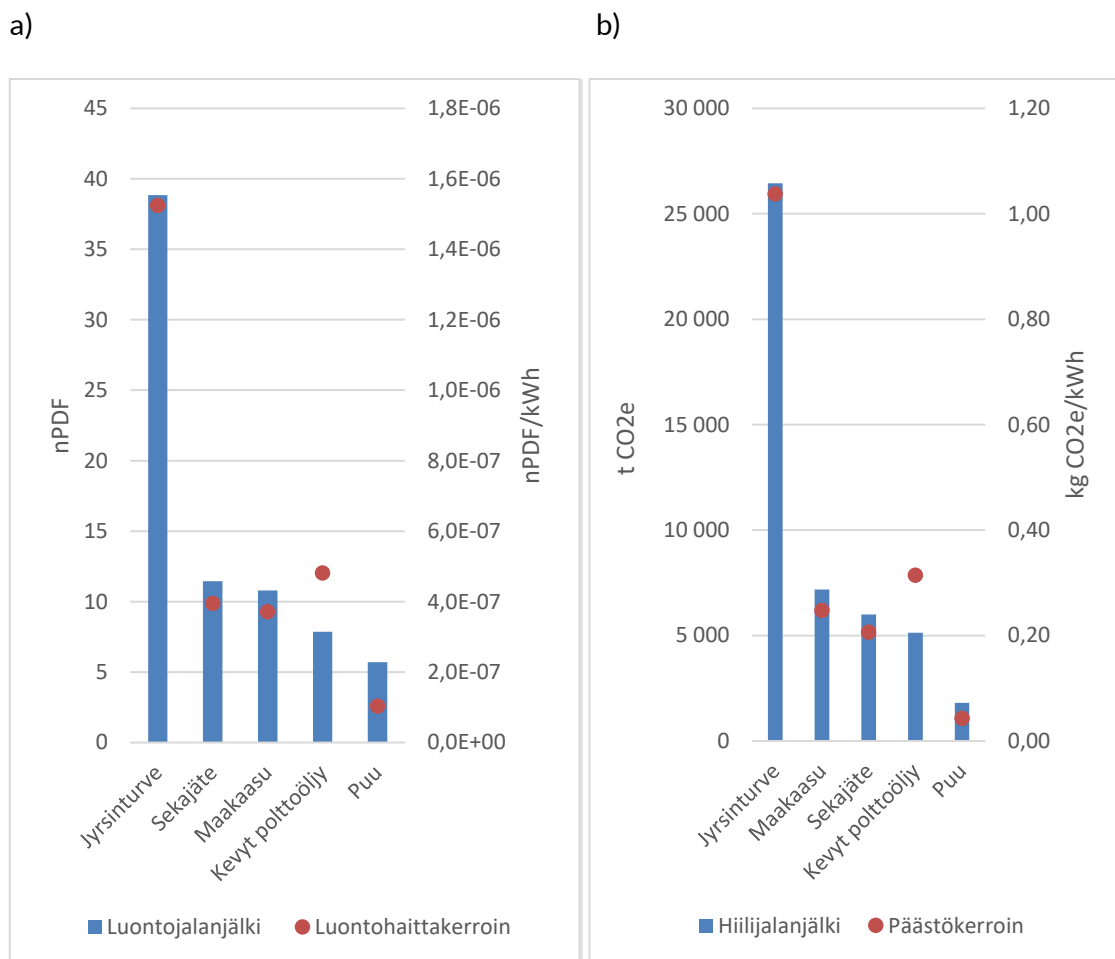 a)
45
40
35
30
25
20
15
10
5
0
nPDF
1,8E-06
1,6E-06
1,4E-06
1,2E-06
1,0E-06
8,0E-07
6,0E-07
4,0E-07
2,0E-07
0,0E+00
nPDF/kWh
Jyrsinturve
Sekajäte
Maakaasu
Kevyt polttoöljy
Puu
Luontojalanjälki Luontohaittakerroin
b)
30 000
25 000
20 000
15 000
10 000
5 000
0
t CO2e
1,20
1,00
0,80
0,60
0,40
0,20
0,00
kg CO2e/kWh
Jyrsinturve
Maakaasu
Sekajäte
Kevyt polttoöljy
Puu
Hiilijalanjälki Päästökerroin